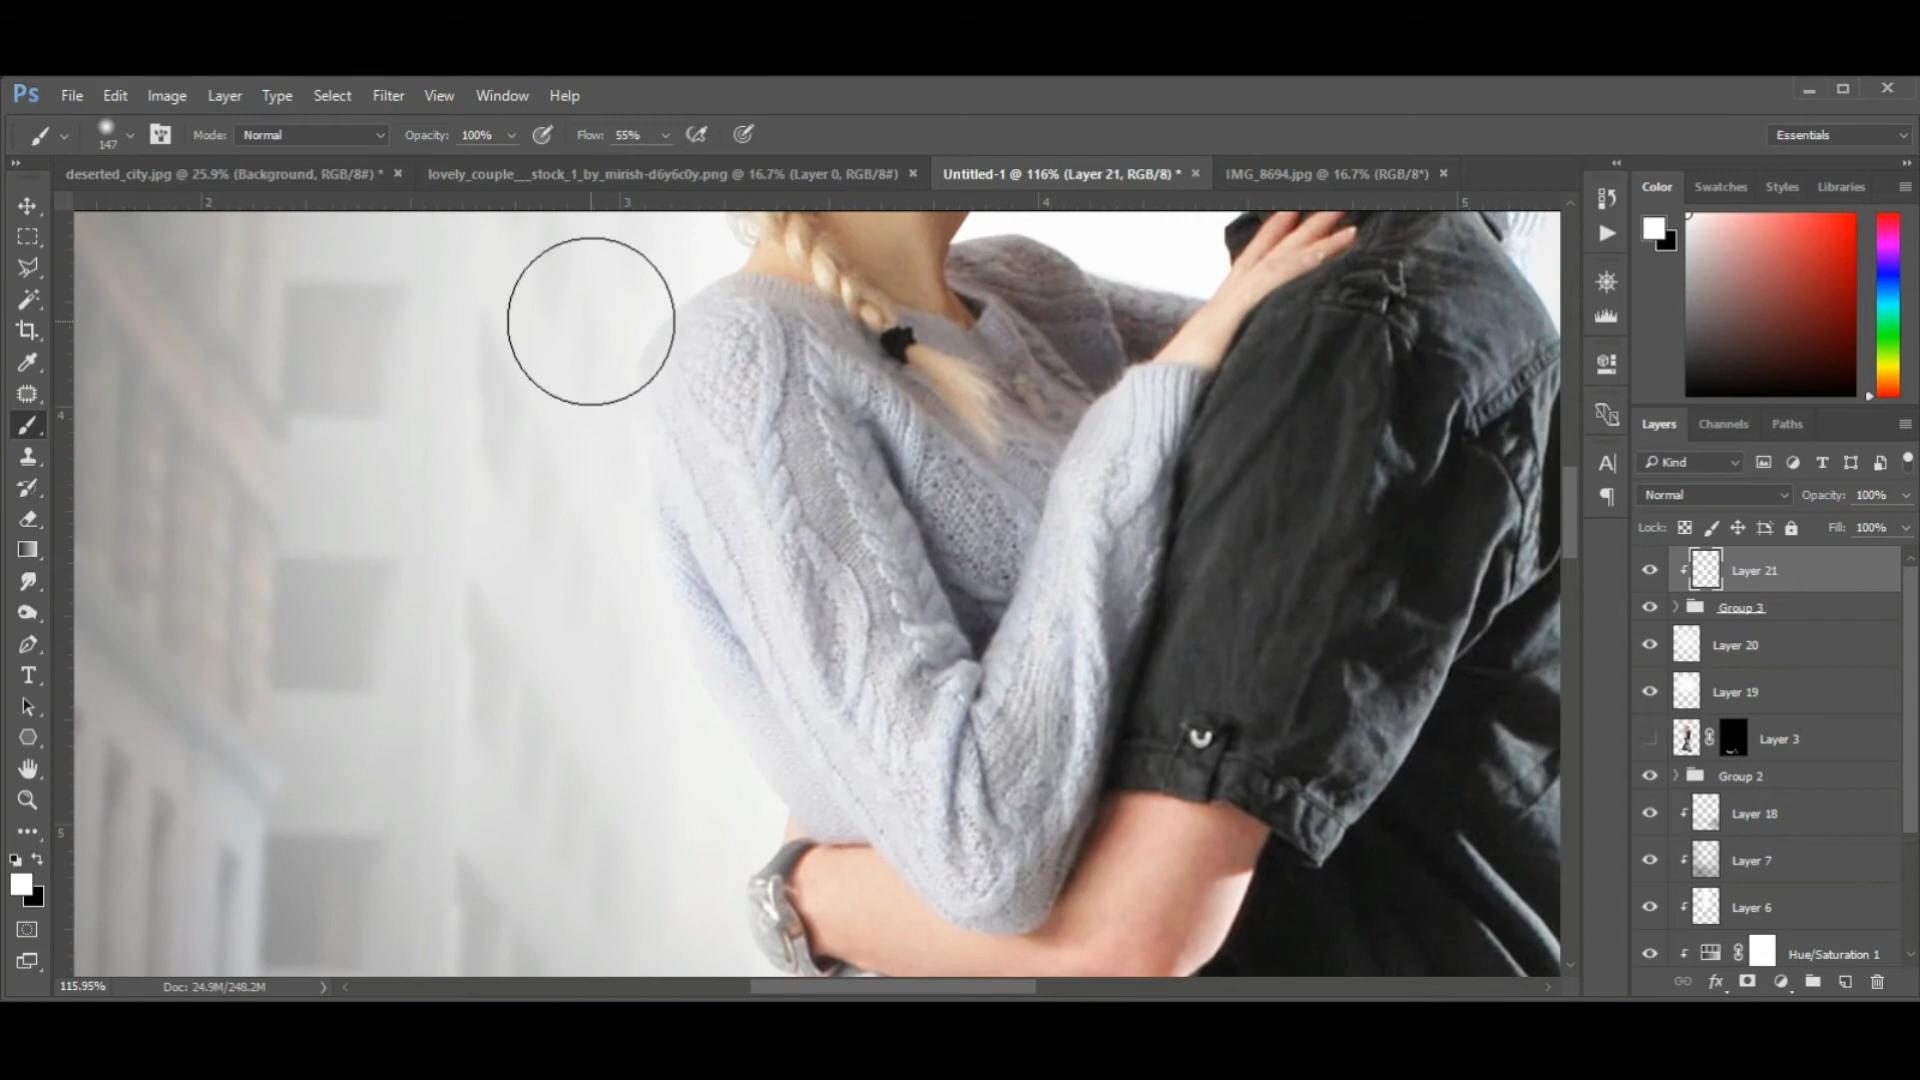 Ps File Edit Image Layer Type Select Filter View Window Help
147 Mode: Normal Opacity: 100% Flow: 55% Essentials
deserted_city.jpg @ 25.9% (Background, RGB/8#) * × lovely_couple___stock_1_by_mirish-d6y6c0y.png @ 16.7% (Layer 0, RGB/8#) × Untitled-1 @ 116% (Layer 21, RGB/8) * × IMG_8694.jpg @ 16.7% (RGB/8*) ×
Color Swatches Styles Libraries
2 3 4 5
4
5
Layers Channels Paths
Kind
Normal Opacity: 100%
Lock: Fill: 100%
Layer 21
Group 3
Layer 20
Layer 19
Layer 3
Group 2
Layer 18
Layer 7
Layer 6
Hue/Saturation 1
115.95% Doc: 24.9M/248.2M